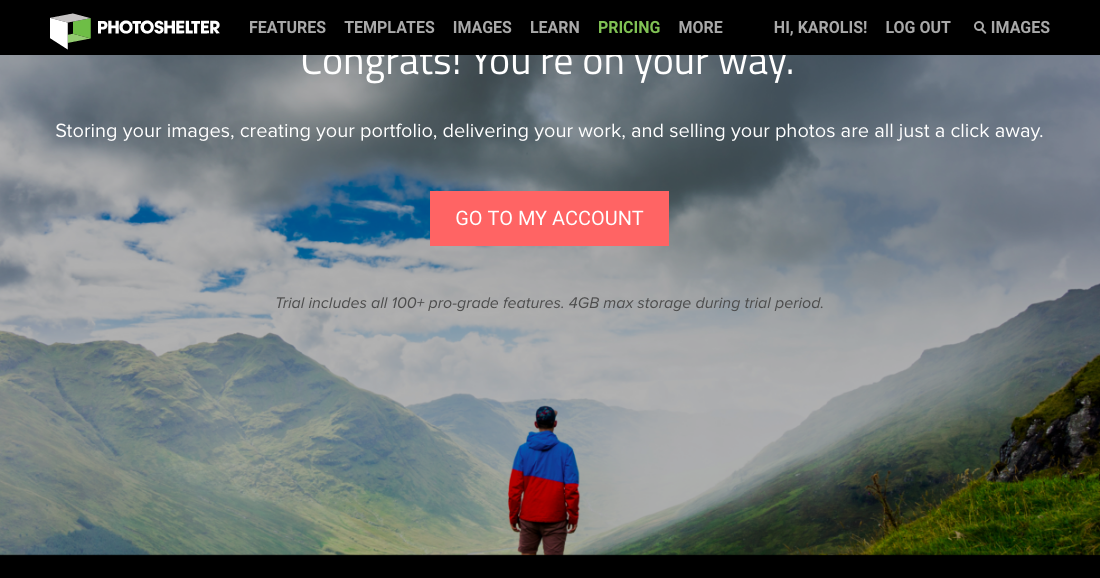 PHOTOSHELTER FEATURES TEMPLATES IMAGES LEARN PRICING MORE HI, KAROLIS! LOG OUT IMAGES
Congrats! You're on your way.
Storing your images, creating your portfolio, delivering your work, and selling your photos are all just a click away.
GO TO MY ACCOUNT
Trial includes all 100+ pro-grade features. 4GB max storage during trial period.